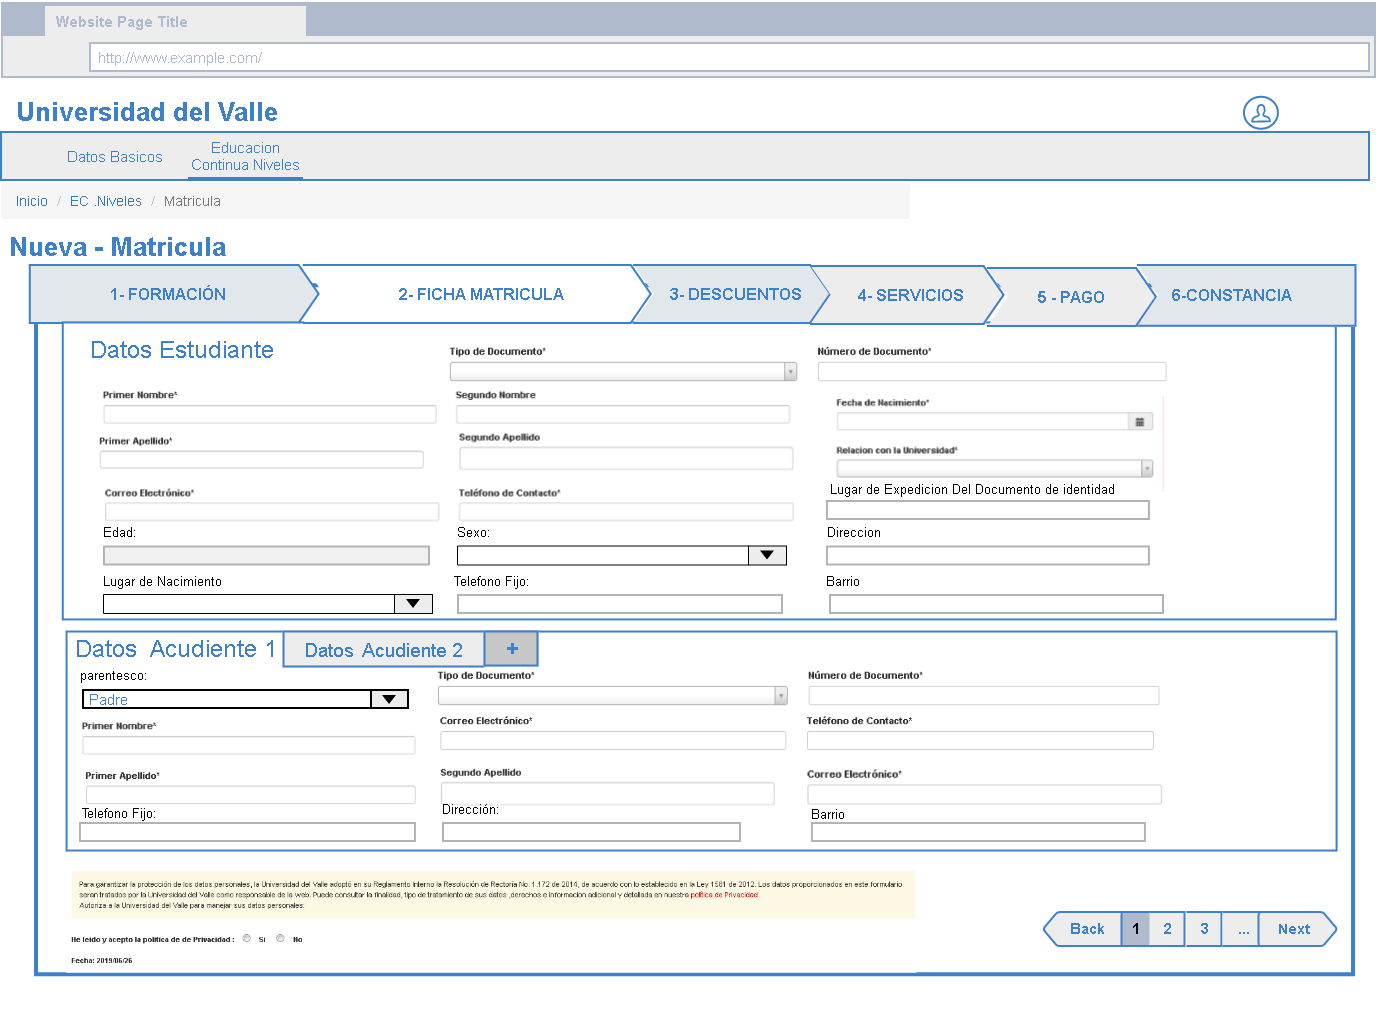 Website Page Title
http://www.example.com/
Universidad del Valle
Datos Basicos
Educacion
Continua Niveles
Inicio / EC .Niveles / Matricula
Nueva - Matricula
1- FORMACIÓN
2- FICHA MATRICULA
3- DESCUENTOS
4- SERVICIOS
5 - PAGO
6-CONSTANCIA
Datos Estudiante
Tipo de Documento*
Número de Documento*
Primer Nombre*
Segundo Nombre
Fecha de Nacimiento*
Primer Apellido*
Segundo Apellido
Relacion con la Universidad*
Correo Electrónico*
Teléfono de Contacto*
Lugar de Expedicion Del Documento de identidad
Edad:
Sexo:
Direccion
Lugar de Nacimiento
Telefono Fijo:
Barrio
Datos Acudiente 1
Datos Acudiente 2
+
parentesco:
Tipo de Documento*
Número de Documento*
Padre
Primer Nombre*
Correo Electrónico*
Teléfono de Contacto*
Primer Apellido*
Segundo Apellido
Correo Electrónico*
Telefono Fijo:
Dirección:
Barrio
Para garantizar la protección de los datos personales, la Universidad del Valle adoptó en su Reglamento Interno la Resolución de Rectoría No. 1.172 de 2014, de acuerdo con lo establecido en la Ley 1581 de 2012. Los datos proporcionados en este formulario
seran tratados por la Universidad del Valle como responsable de la web. Puede consultar la finalidad, tipo de tratamiento de sus datos ,derechos e informacion adicional y detallada en nuestra politica de Privacidad.
Autoriza a la Universidad del Valle para manejar sus datos personales:
He leido y acepto la politica de de Privacidad : Si No
Fecha: 2019/06/26
Back 1 2 3 ... Next